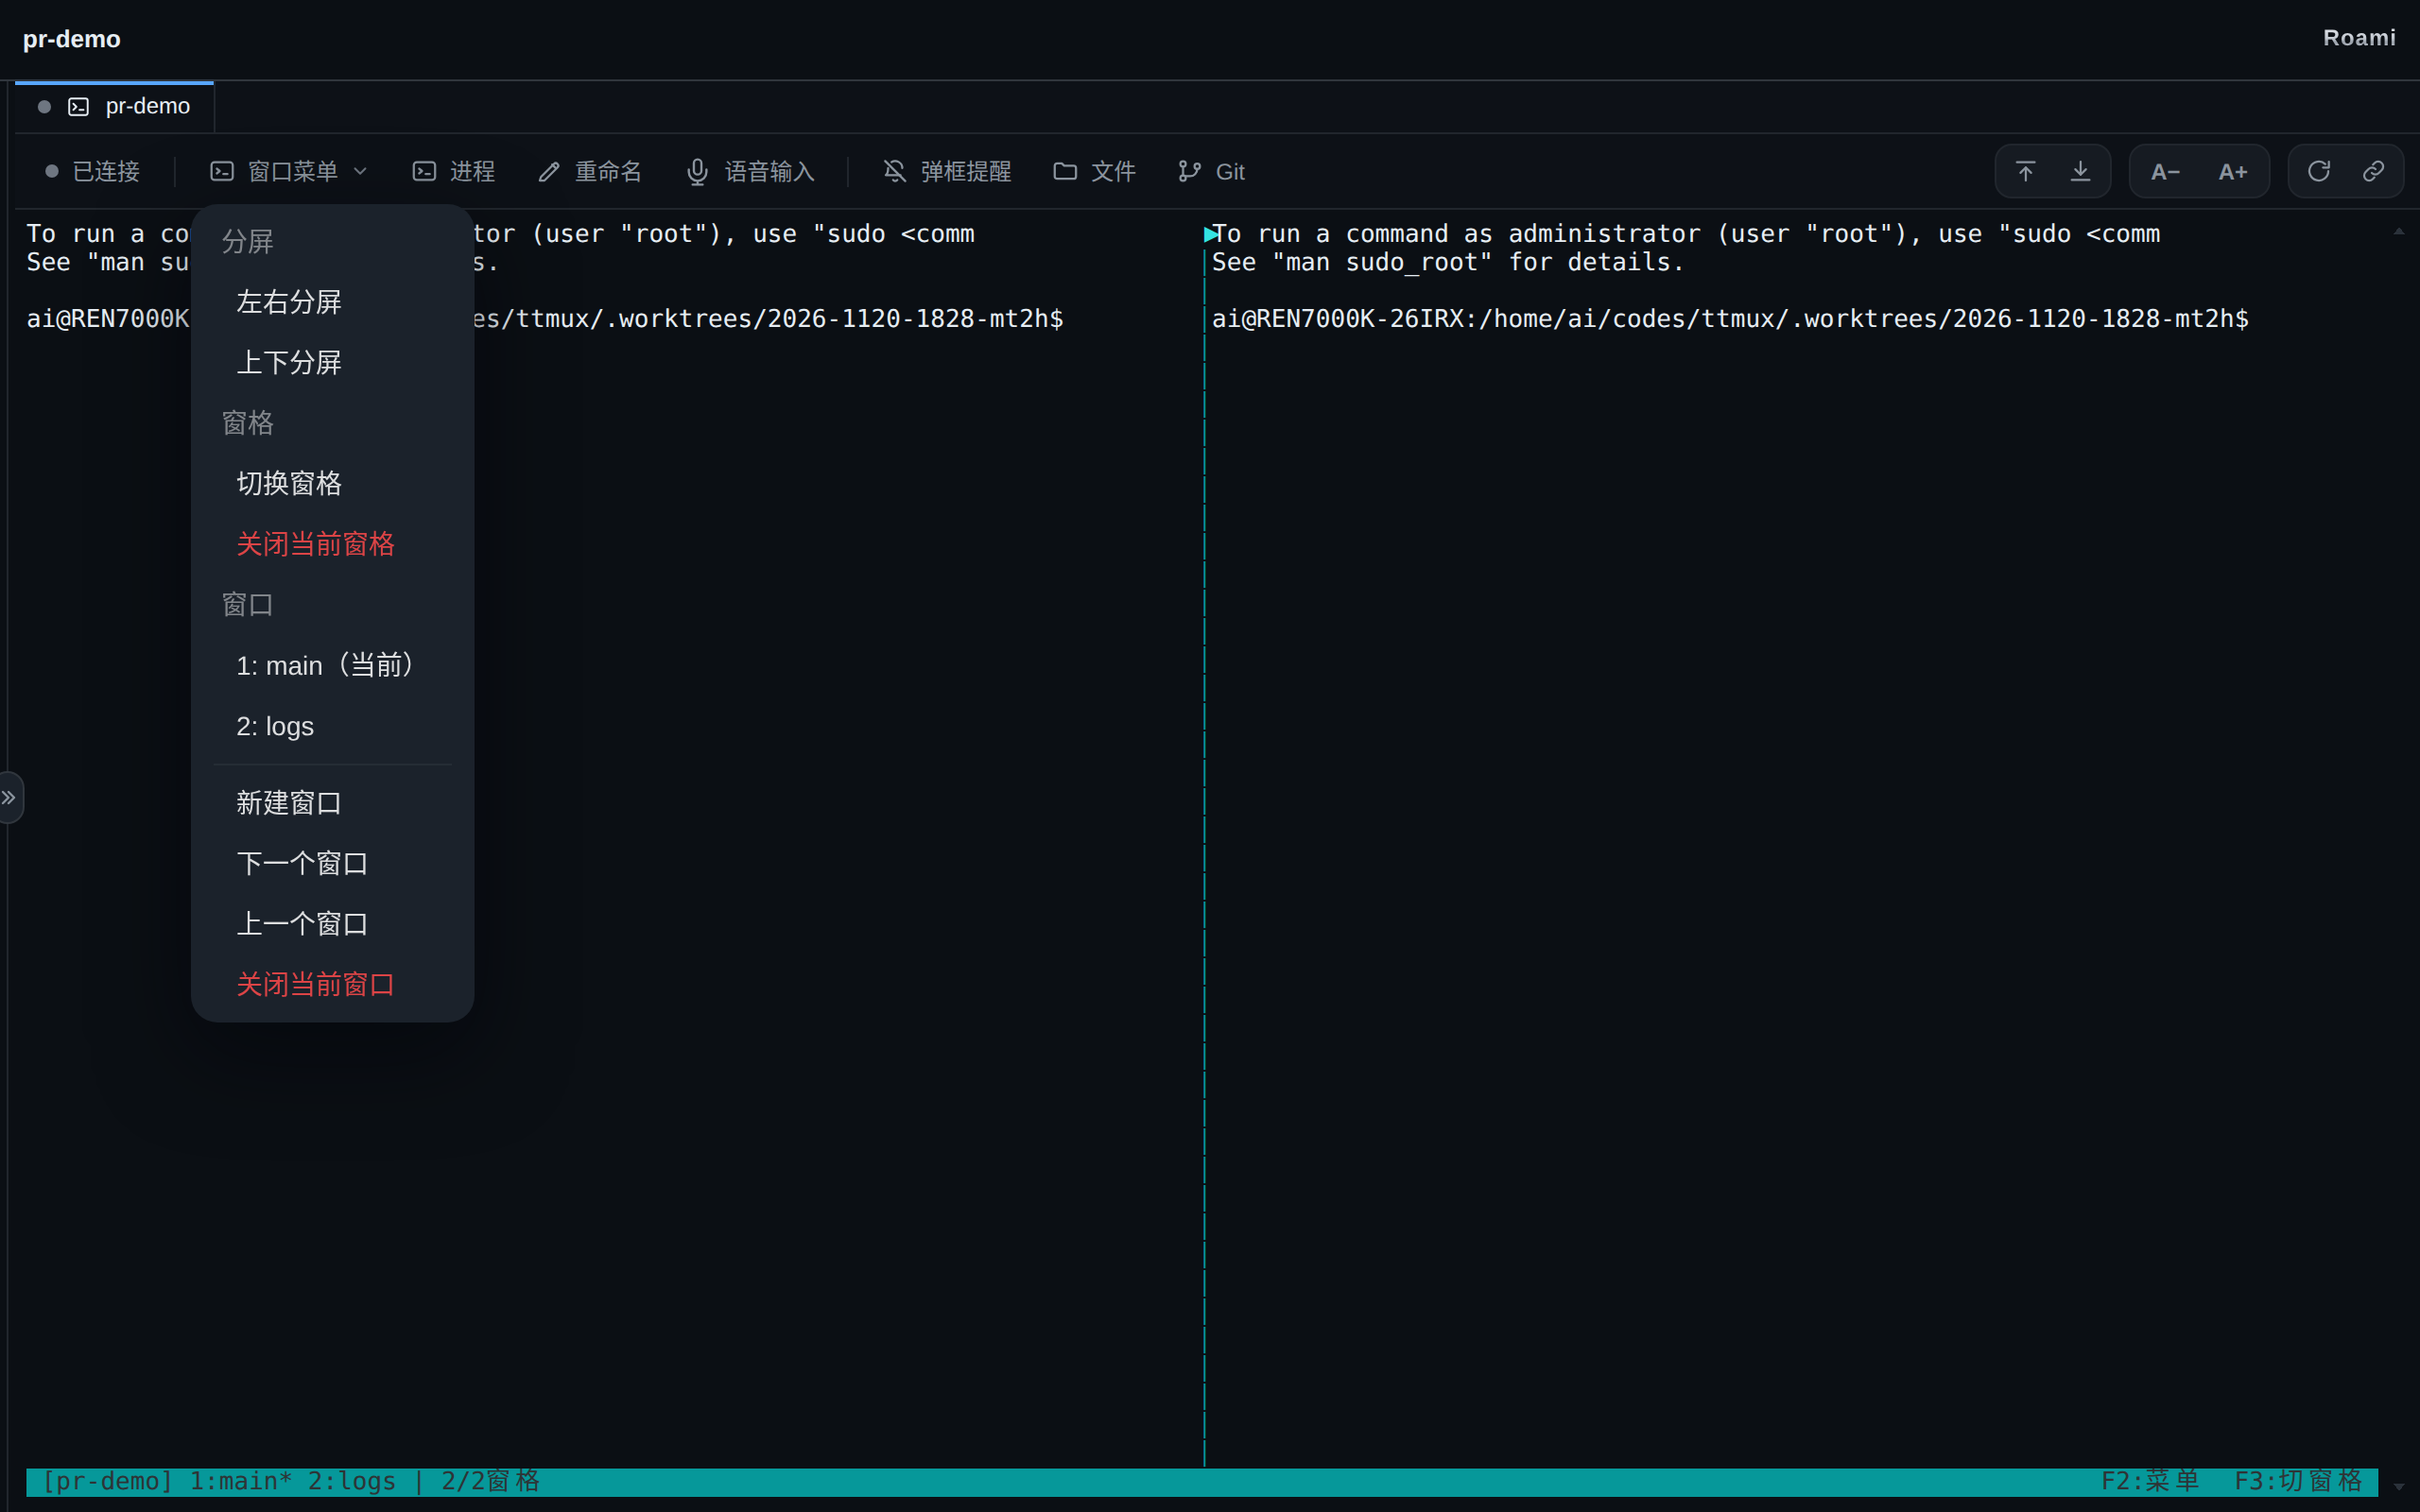 pr-demo
Roami
pr-demo
已连接 窗口菜单 进程 重命名 语音输入 弹框提醒 文件 Git A− A+
分屏
左右分屏
上下分屏
窗格
切换窗格
关闭当前窗格
窗口
1: main（当前）
2: logs
新建窗口
下一个窗口
上一个窗口
关闭当前窗口
To run a co tor (user "root"), use "sudo <comm
See "man su s.
ai@REN7000K es/ttmux/.worktrees/2026-1120-1828-mt2h$
To run a command as administrator (user "root"), use "sudo <comm
See "man sudo_root" for details.
ai@REN7000K-26IRX:/home/ai/codes/ttmux/.worktrees/2026-1120-1828-mt2h$
[pr-demo] 1:main* 2:logs | 2/2窗格
F2:菜单 F3:切窗格